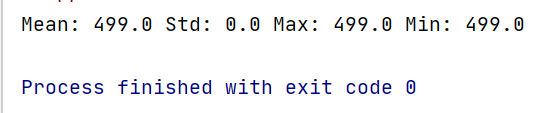 Mean: 499.0 Std: 0.0 Max: 499.0 Min: 499.0
Process finished with exit code 0